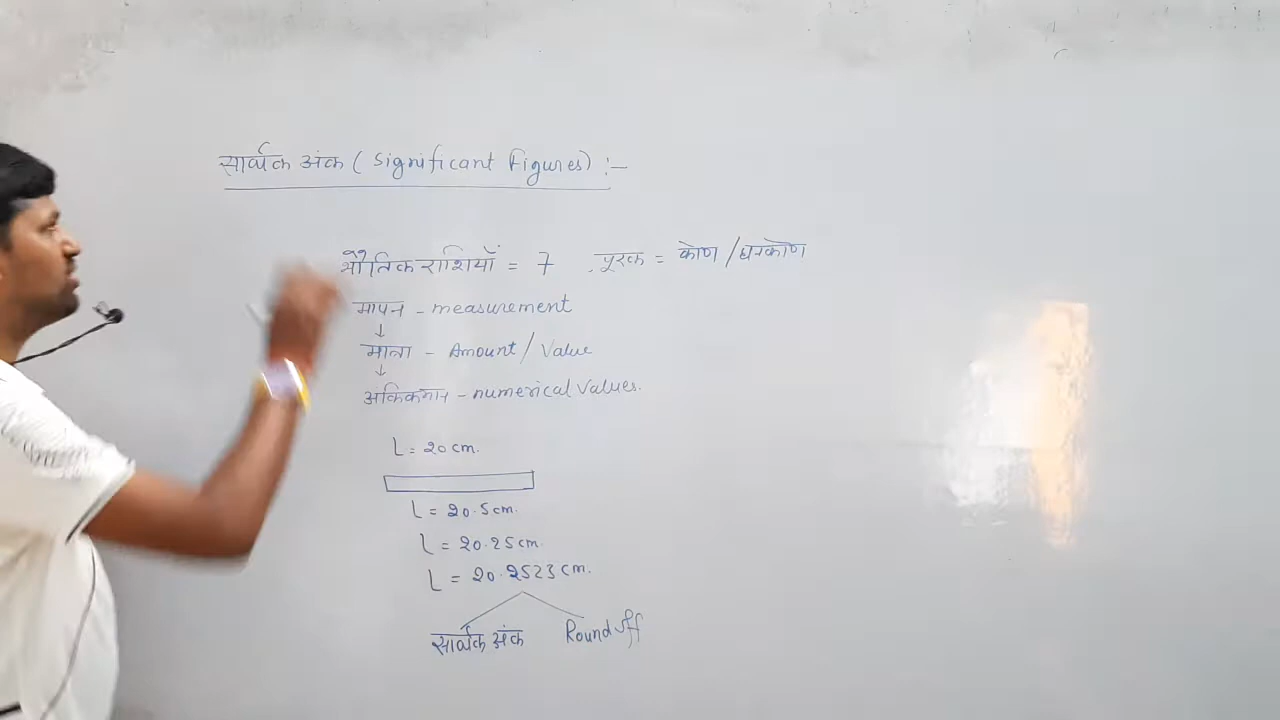 सार्थक अंक ( Significant Figures) :-
भौतिक राशियाँ = 7 , पूरक = कोण / घनकोण
मापन - measurement
↓
मात्रा - Amount / Value
↓
अंकिकमान - numerical values.
L = 20 cm.
L = 20.5 cm.
L = 20.25 cm.
L = 20.2523 cm.
सार्थक अंक Round off